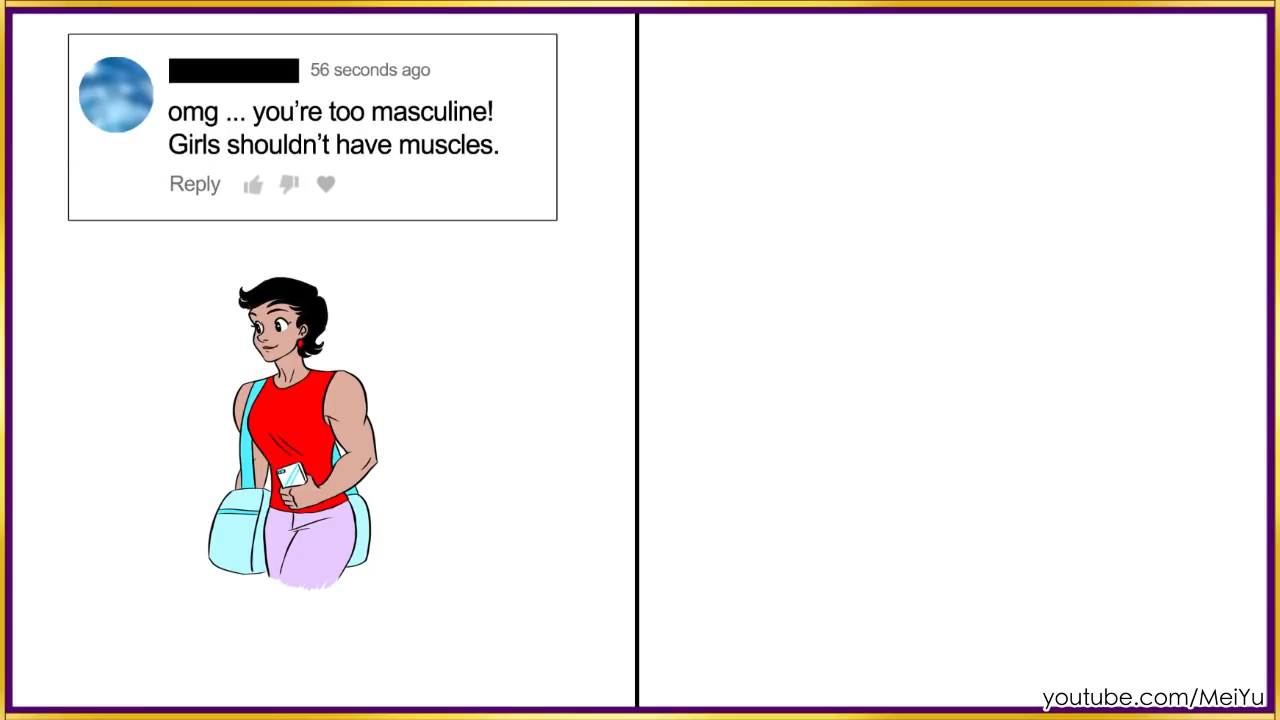 56 seconds ago
omg ... you're too masculine!
Girls shouldn't have muscles.
Reply
youtube.com/MeiYu